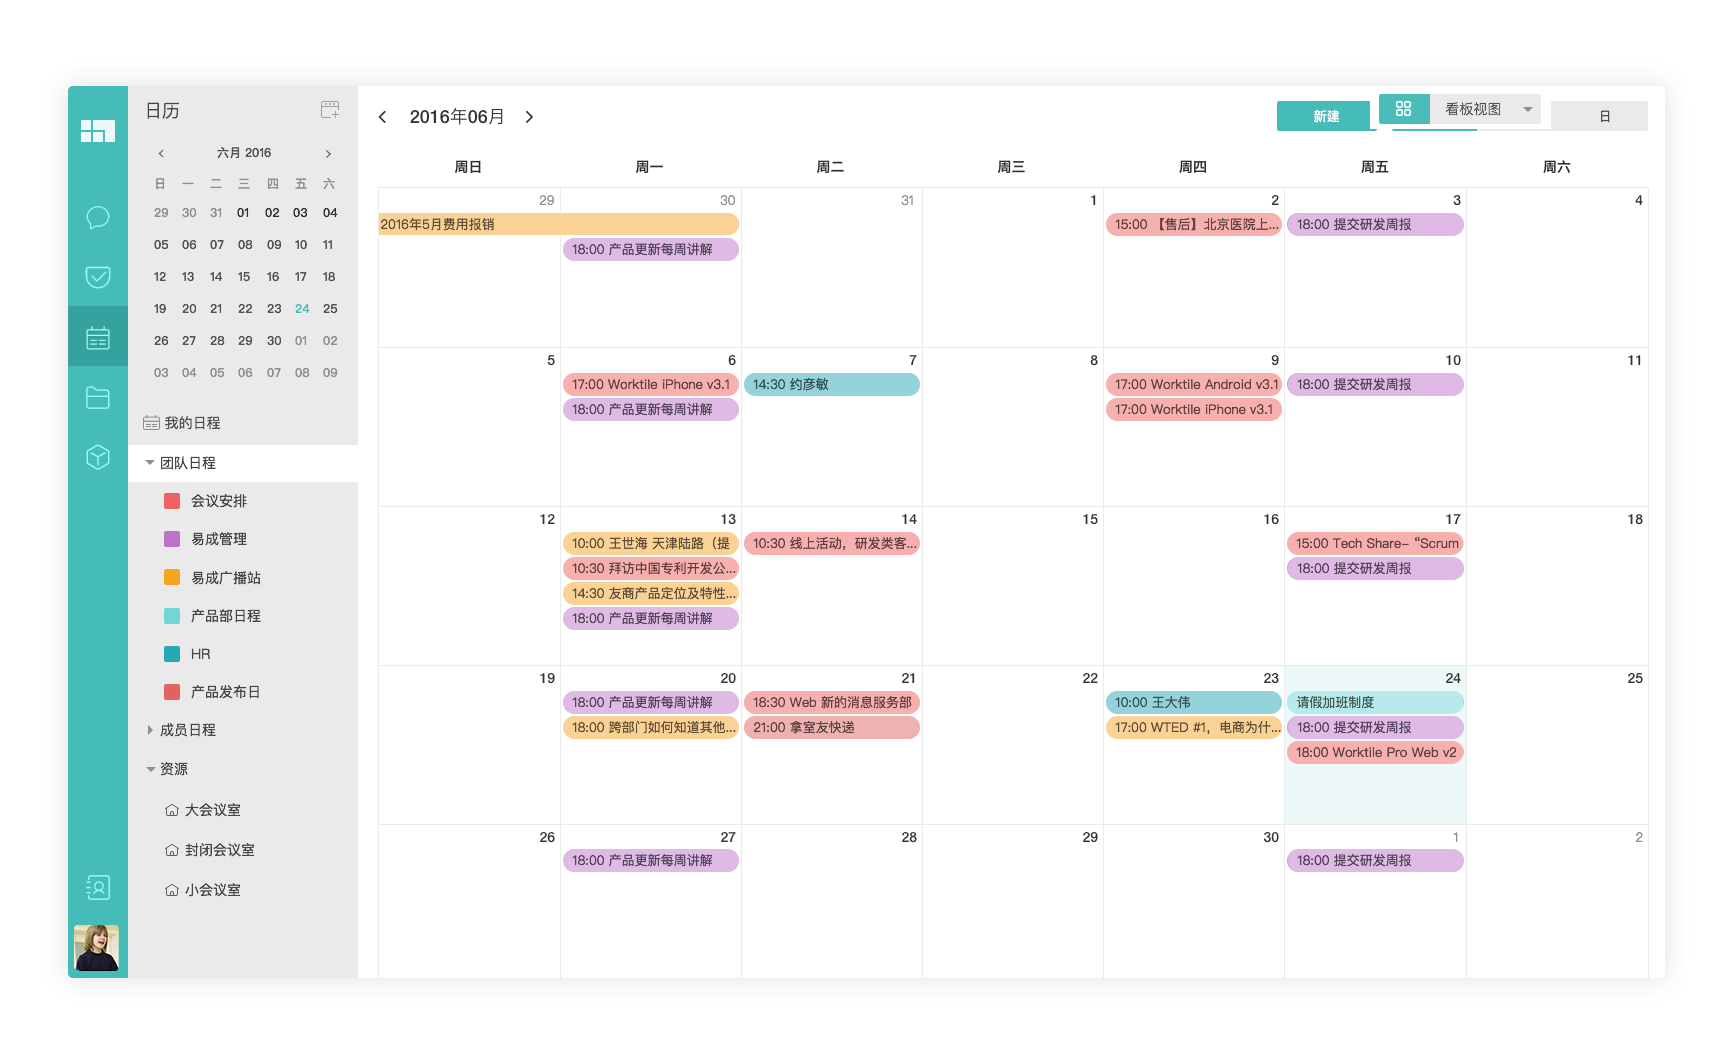 日历
六月 2016
日 一 二 三 四 五 六
29 30 31 01 02 03 04
05 06 07 08 09 10 11
12 13 14 15 16 17 18
19 20 21 22 23 24 25
26 27 28 29 30 01 02
03 04 05 06 07 08 09
我的日程
团队日程
会议安排
易成管理
易成广播站
产品部日程
HR
产品发布日
成员日程
资源
大会议室
封闭会议室
小会议室
2016年06月
新建
看板视图
日
周日 周一 周二 周三 周四 周五 周六
29 30 31 1 2 3 4
2016年5月费用报销
18:00 产品更新每周讲解
15:00 【售后】北京医院上...
18:00 提交研发周报
5 6 7 8 9 10 11
17:00 Worktile iPhone v3.1
18:00 产品更新每周讲解
14:30 约彦敏
17:00 Worktile Android v3.1
17:00 Worktile iPhone v3.1
18:00 提交研发周报
12 13 14 15 16 17 18
10:00 王世海 天津陆路（提
10:30 拜访中国专利开发公...
14:30 友商产品定位及特性...
18:00 产品更新每周讲解
10:30 线上活动，研发类客...
15:00 Tech Share- “Scrum
18:00 提交研发周报
19 20 21 22 23 24 25
18:00 产品更新每周讲解
18:00 跨部门如何知道其他...
18:30 Web 新的消息服务部
21:00 拿室友快递
10:00 王大伟
17:00 WTED #1，电商为什...
请假加班制度
18:00 提交研发周报
18:00 Worktile Pro Web v2
26 27 28 29 30 1 2
18:00 产品更新每周讲解
18:00 提交研发周报